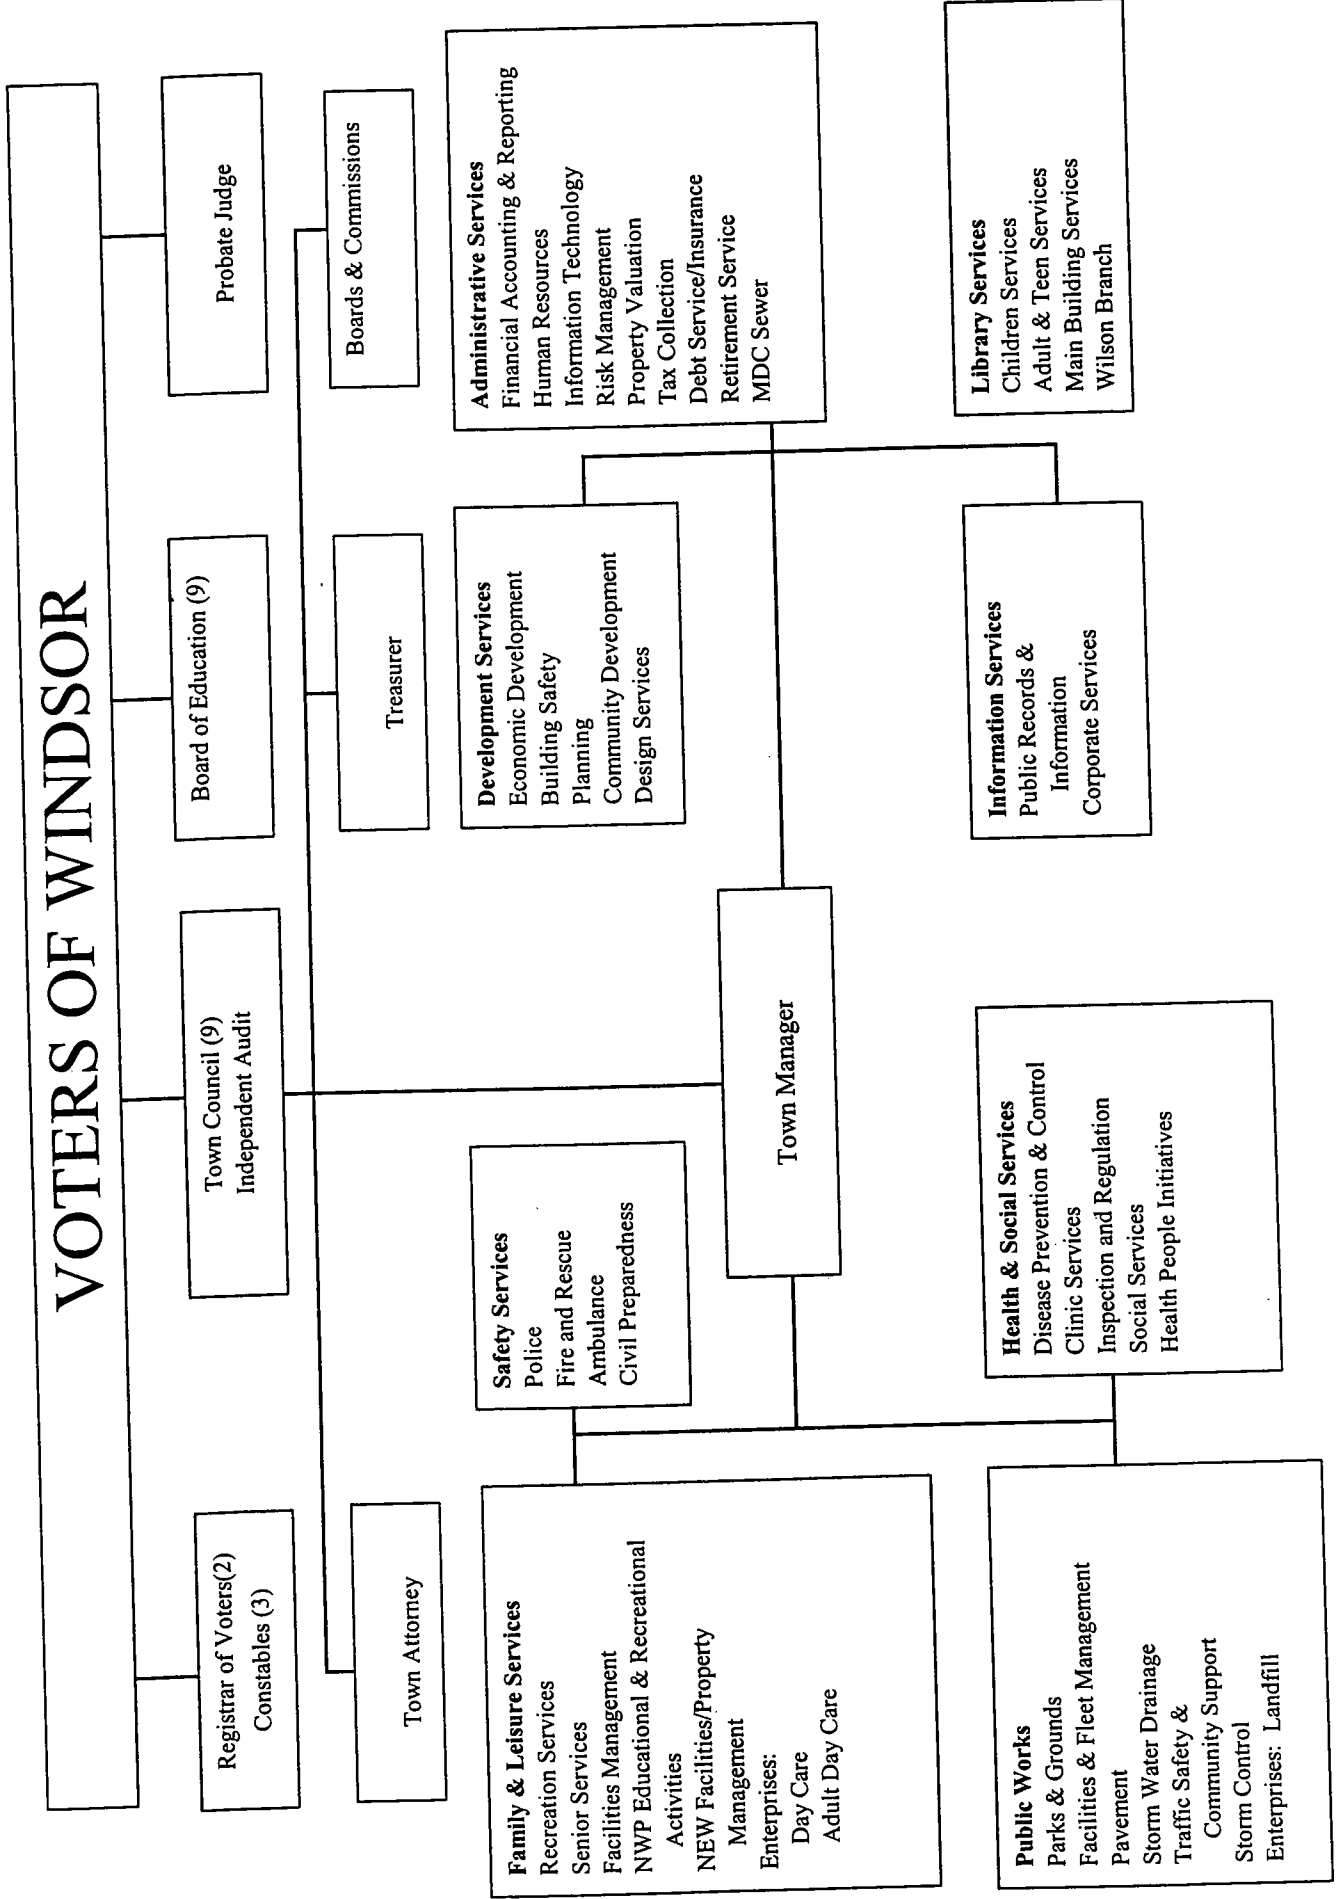 VOTERS OF WINDSOR
Registrar of Voters(2)
Constables (3)
Town Council (9)
Independent Audit
Board of Education (9)
Probate Judge
Town Attorney
Treasurer
Boards & Commissions
Family & Leisure Services
Recreation Services
Senior Services
Facilities Management
NWP Educational & Recreational
Activities
NEW Facilities/Property
Management
Enterprises:
Day Care
Adult Day Care
Safety Services
Police
Fire and Rescue
Ambulance
Civil Preparedness
Development Services
Economic Development
Building Safety
Planning
Community Development
Design Services
Administrative Services
Financial Accounting & Reporting
Human Resources
Information Technology
Risk Management
Property Valuation
Tax Collection
Debt Service/Insurance
Retirement Service
MDC Sewer
Town Manager
Public Works
Parks & Grounds
Facilities & Fleet Management
Pavement
Storm Water Drainage
Traffic Safety &
Community Support
Storm Control
Enterprises: Landfill
Health & Social Services
Disease Prevention & Control
Clinic Services
Inspection and Regulation
Social Services
Health People Initiatives
Information Services
Public Records &
Information
Corporate Services
Library Services
Children Services
Adult & Teen Services
Main Building Services
Wilson Branch